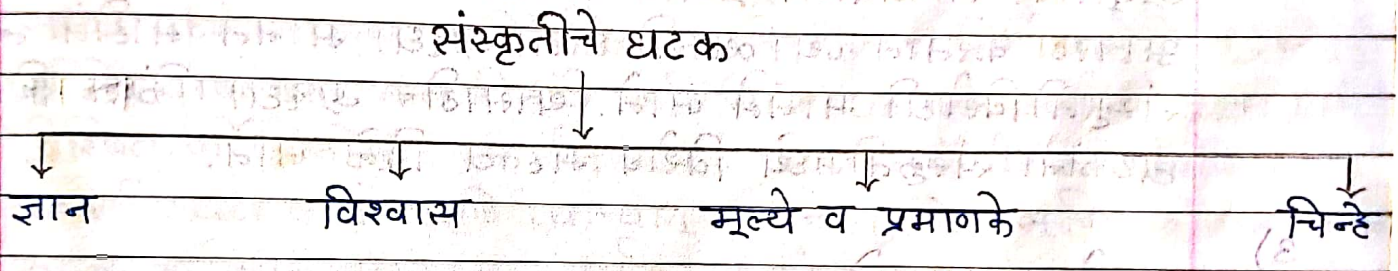 संस्कृतीचे घटक
ज्ञान विश्वास मूल्ये व प्रमाणके चिन्हे